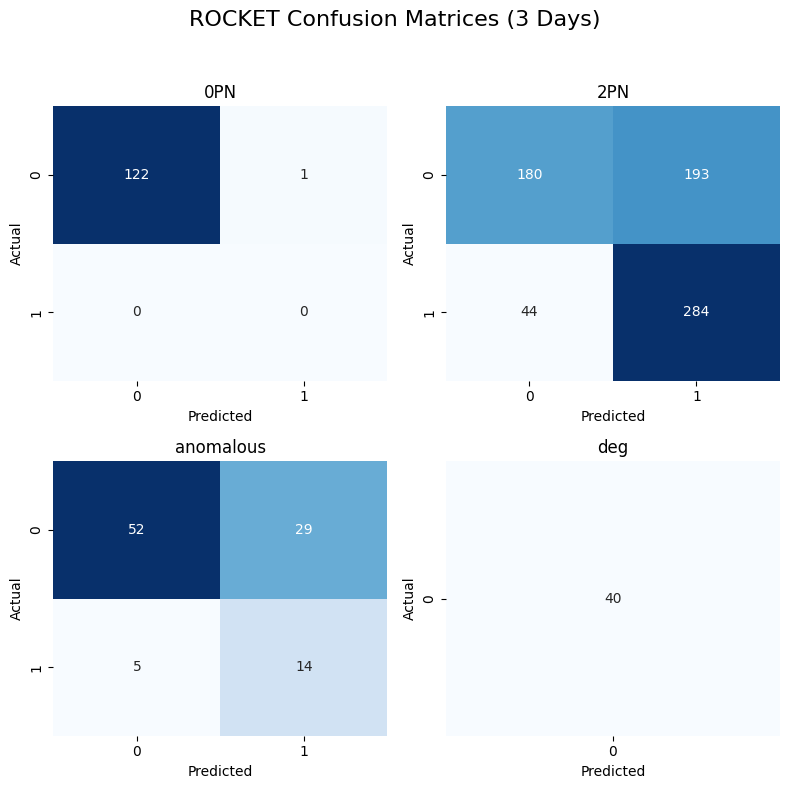 ROCKET Confusion Matrices (3 Days)
0PN
0
122
1
Actual
1
0
0
0
1
Predicted
2PN
0
180
193
Actual
1
44
284
0
1
Predicted
anomalous
0
52
29
Actual
1
5
14
0
1
Predicted
deg
Actual
0
40
0
Predicted